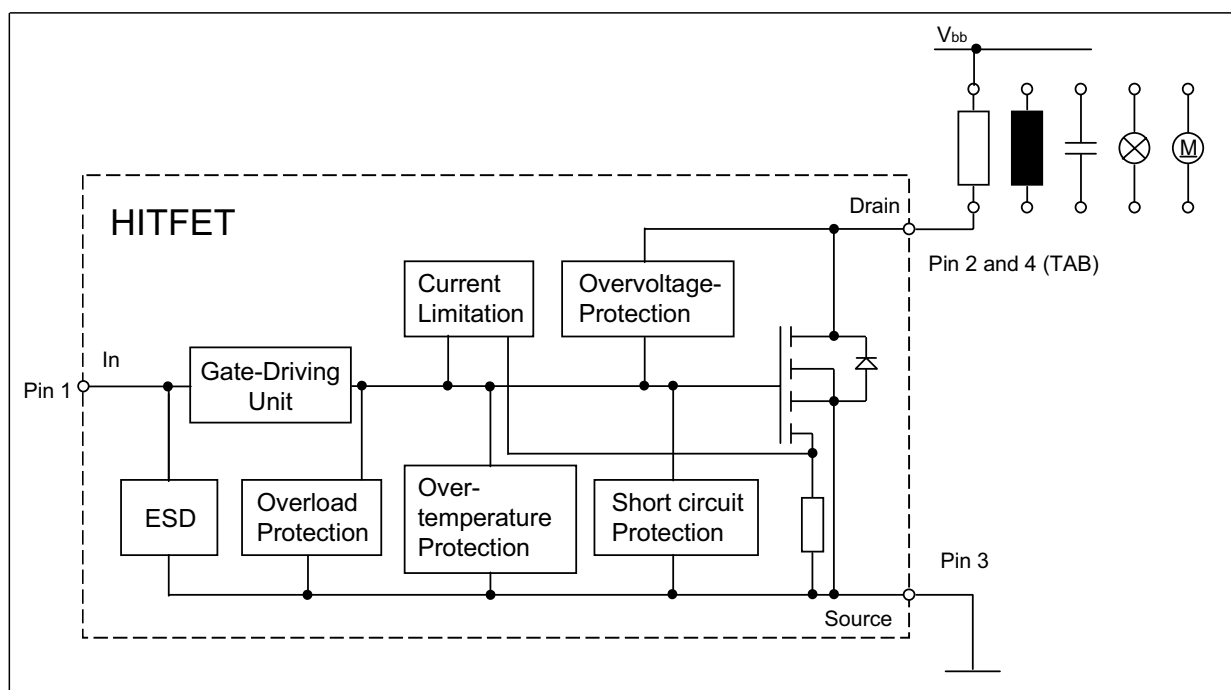 Vbb
HITFET
Drain
Pin 2 and 4 (TAB)
Current
Limitation
Overvoltage-
Protection
M
In
Pin 1
Gate-Driving
Unit
ESD
Overload
Protection
Over-
temperature
Protection
Short circuit
Protection
Pin 3
Source